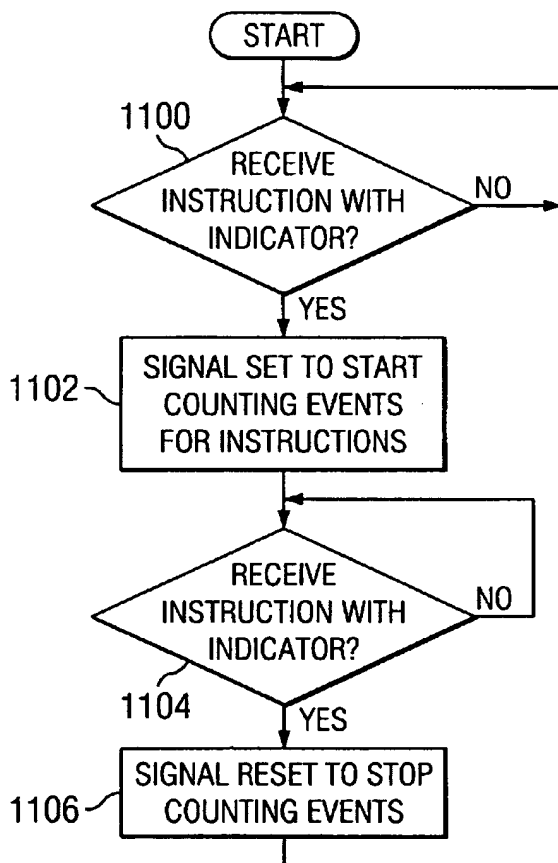 START
1100
RECEIVE
INSTRUCTION WITH
INDICATOR?
NO
YES
1102
SIGNAL SET TO START
COUNTING EVENTS
FOR INSTRUCTIONS
RECEIVE
INSTRUCTION WITH
INDICATOR?
NO
1104
YES
1106
SIGNAL RESET TO STOP
COUNTING EVENTS